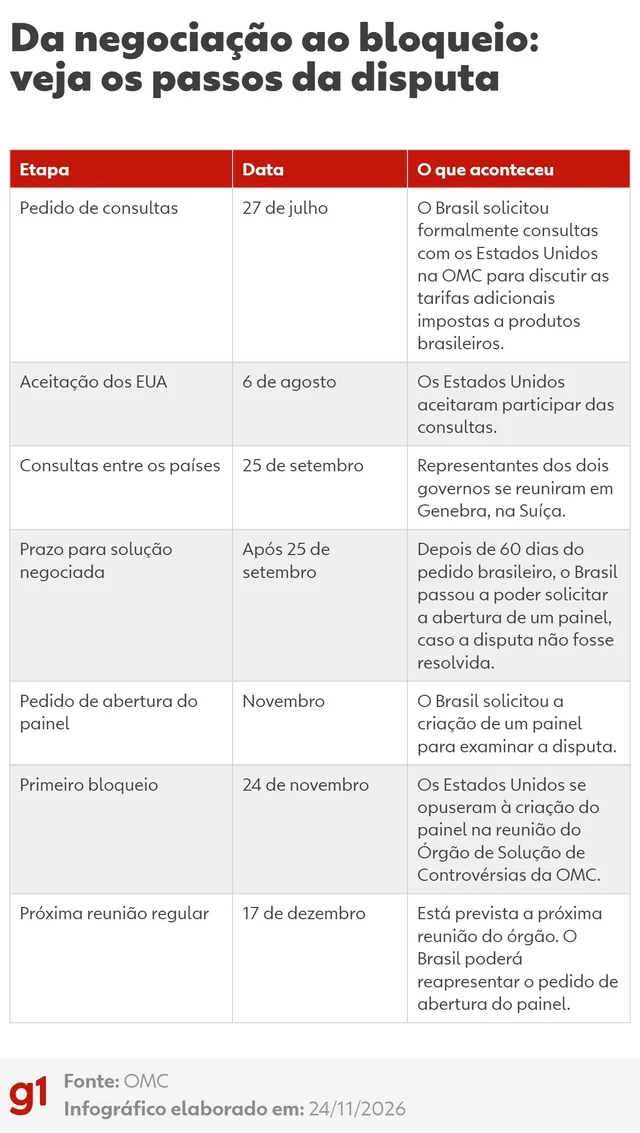 Da negociação ao bloqueio:
veja os passos da disputa
Etapa
Data
O que aconteceu
Pedido de consultas
27 de julho
O Brasil solicitou
formalmente consultas
com os Estados Unidos
na OMC para discutir as
tarifas adicionais
impostas a produtos
brasileiros.
Aceitação dos EUA
6 de agosto
Os Estados Unidos
aceitaram participar das
consultas.
Consultas entre os países
25 de setembro
Representantes dos dois
governos se reuniram em
Genebra, na Suíça.
Prazo para solução
negociada
Após 25 de
setembro
Depois de 60 dias do
pedido brasileiro, o Brasil
passou a poder solicitar
a abertura de um painel,
caso a disputa não fosse
resolvida.
Pedido de abertura do
painel
Novembro
O Brasil solicitou a
criação de um painel
para examinar a disputa.
Primeiro bloqueio
24 de novembro
Os Estados Unidos se
opuseram à criação do
painel na reunião do
Órgão de Solução de
Controvérsias da OMC.
Próxima reunião regular
17 de dezembro
Está prevista a próxima
reunião do órgão. O
Brasil poderá
reapresentar o pedido de
abertura do painel.
g1
Fonte: OMC
Infográfico elaborado em: 24/11/2026